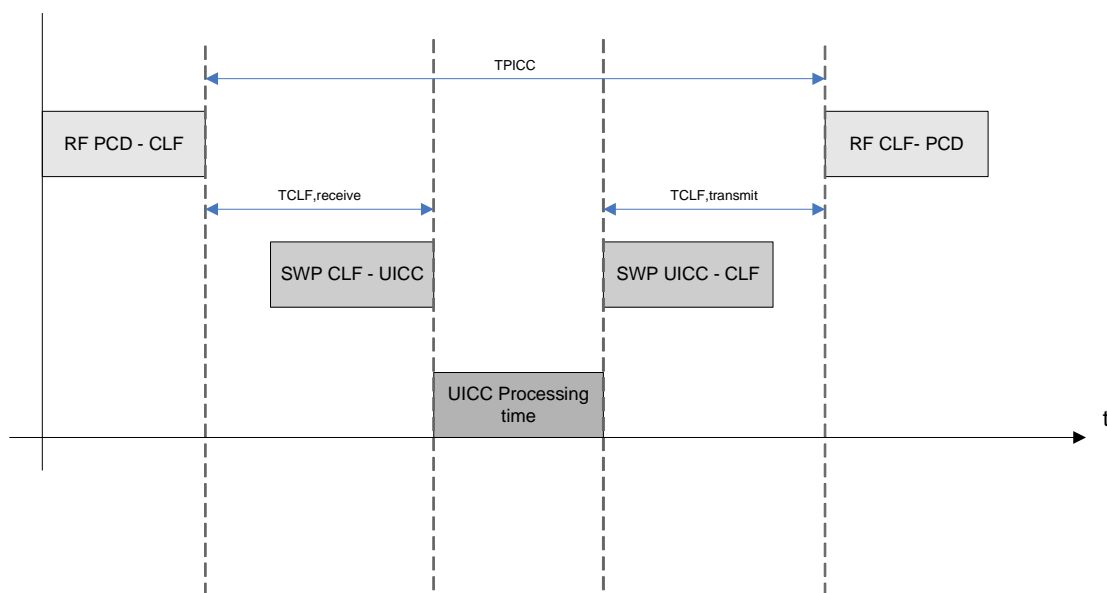 TPICC
RF PCD - CLF
RF CLF- PCD
TCLF,receive
TCLF,transmit
SWP CLF - UICC
SWP UICC - CLF
UICC Processing
time
t